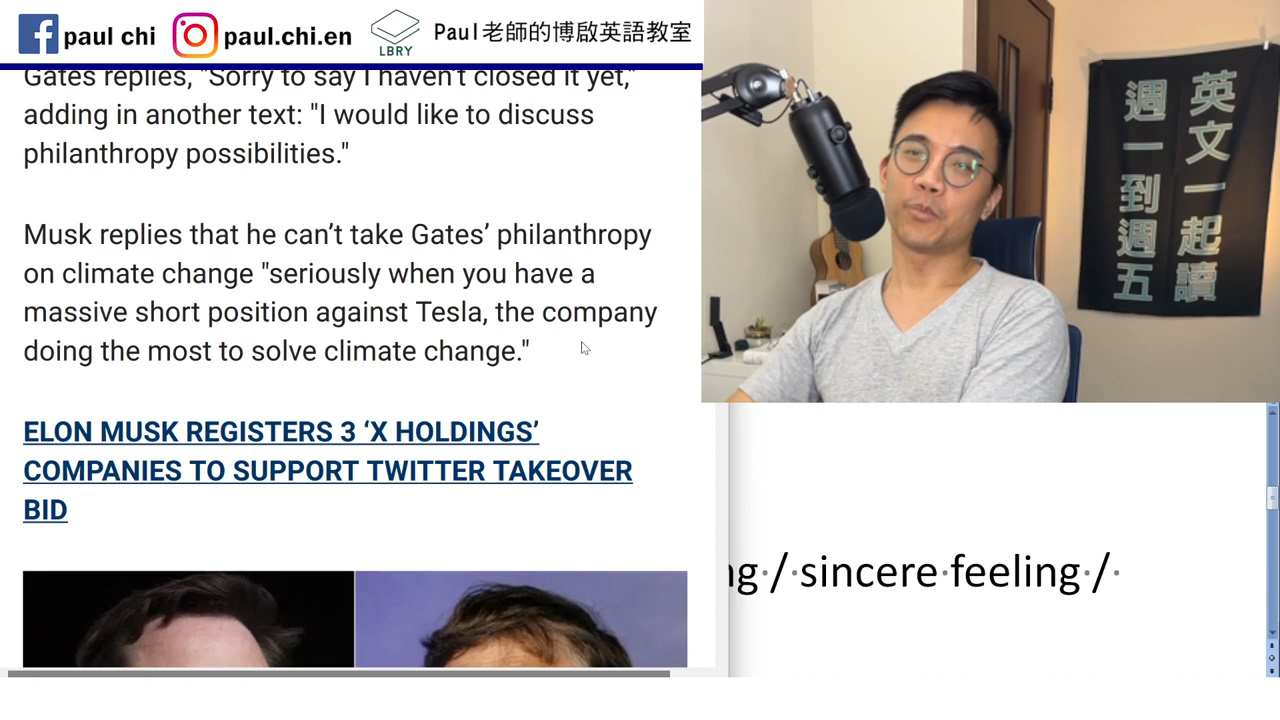 paul chi
paul.chi.en
LBRY
Paul老師的博啟英語教室
Gates replies, "Sorry to say I haven't closed it yet,"
adding in another text: "I would like to discuss
philanthropy possibilities."
Musk replies that he can’t take Gates’ philanthropy
on climate change "seriously when you have a
massive short position against Tesla, the company
doing the most to solve climate change."
ELON MUSK REGISTERS 3 ‘X HOLDINGS’
COMPANIES TO SUPPORT TWITTER TAKEOVER
BID
英文一起讀
週一到週五
/·sincere·feeling·/·